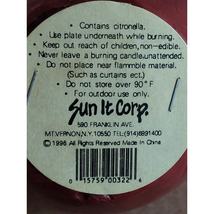 • Contains citronella.
• Use plate underneath while burning.
• Keep out reach of children,non-edible.
• Never leave a burning candle,unattended.
• Do not place near flammble material.
(Such as curtains ect.)
• Do not store over 90°F
• For outdoor use only.
Sun It Corp.
590 FRANKLIN AVE.
MT.VERNON,N.Y.10550 TEL:(914)6991400
© 1996 All Rights Reserved Made In China
0 15759 00322 6